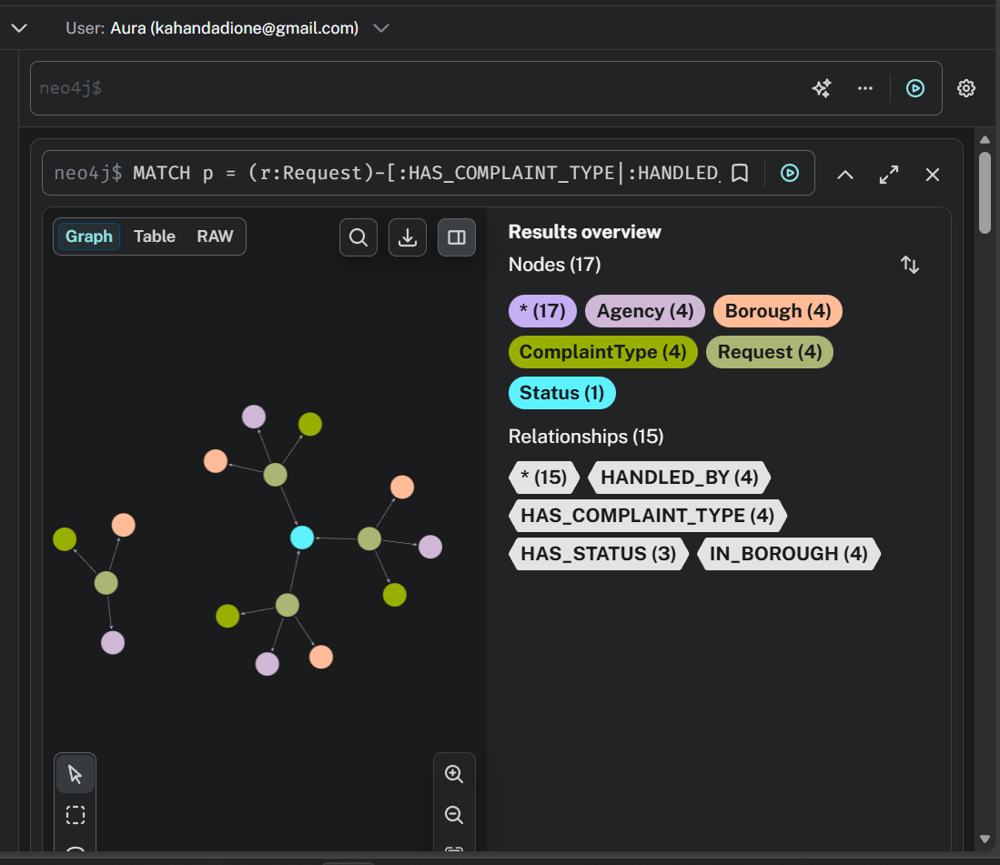 User: Aura (kahandadione@gmail.com)
neo4j$
neo4j$ MATCH p = (r:Request)-[:HAS_COMPLAINT_TYPE|:HANDLED_
Graph Table RAW
Results overview
Nodes (17)
* (17) Agency (4) Borough (4)
ComplaintType (4) Request (4)
Status (1)
Relationships (15)
* (15) HANDLED_BY (4)
HAS_COMPLAINT_TYPE (4)
HAS_STATUS (3) IN_BOROUGH (4)